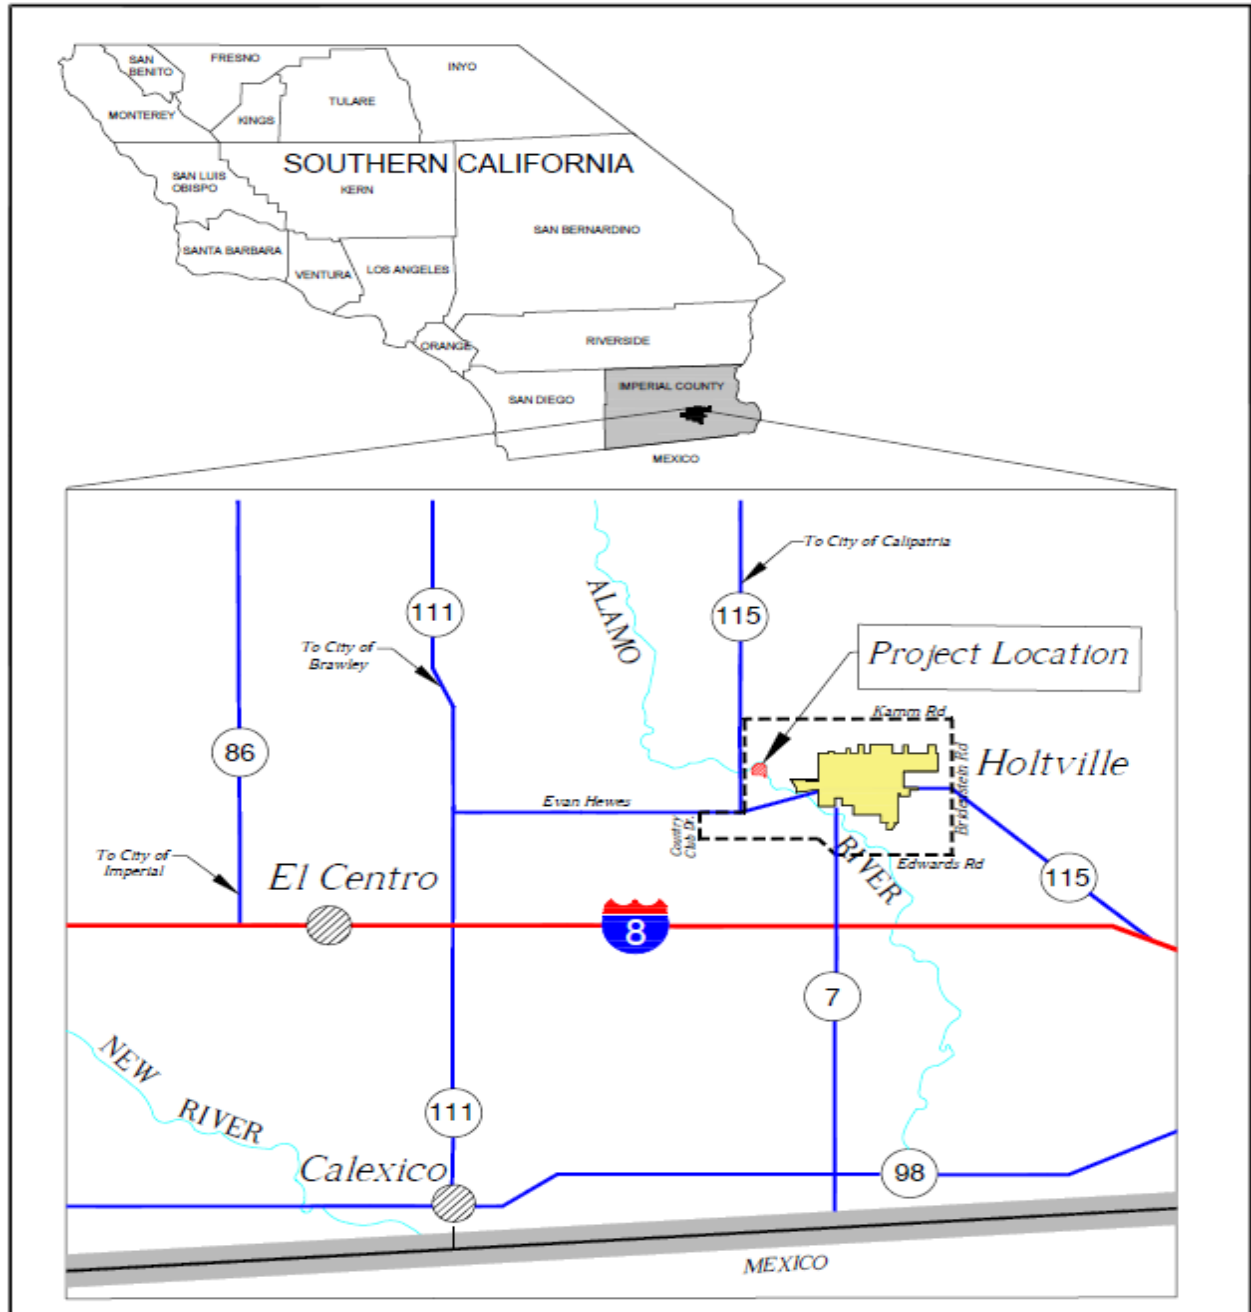 SAN
BENITO
FRESNO
INYO
MONTEREY
KINGS
TULARE
SOUTHERN CALIFORNIA
SAN LUIS
OBISPO
KERN
SAN BERNARDINO
SANTA BARBARA
VENTURA
LOS ANGELES
ORANGE
RIVERSIDE
SAN DIEGO
IMPERIAL COUNTY
MEXICO
To City of Calipatria
ALAMO
111
115
To City of
Brawley
Project Location
Kamm Rd
86
Holtville
Bridenstein Rd
Evan Hewes
Country
Club Dr.
To City of
Imperial
El Centro
RIVER
Edwards Rd
115
8
7
NEW
RIVER
111
Calexico
98
MEXICO